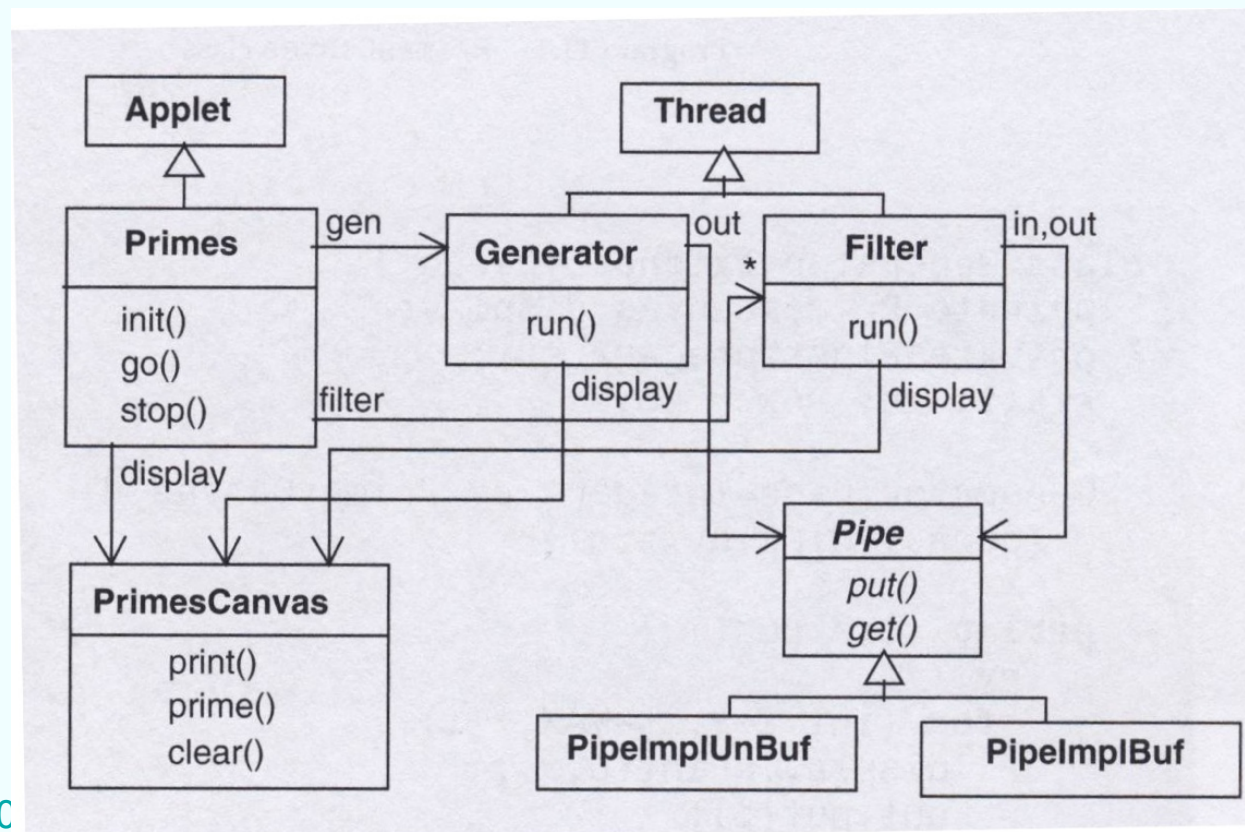 Applet
Thread
Primes
gen
Generator
out
Filter
in,out
*
init()
go()
stop()
run()
run()
filter
display
display
display
Pipe
put()
get()
PrimesCanvas
print()
prime()
clear()
PipeImplUnBuf
PipeImplBuf